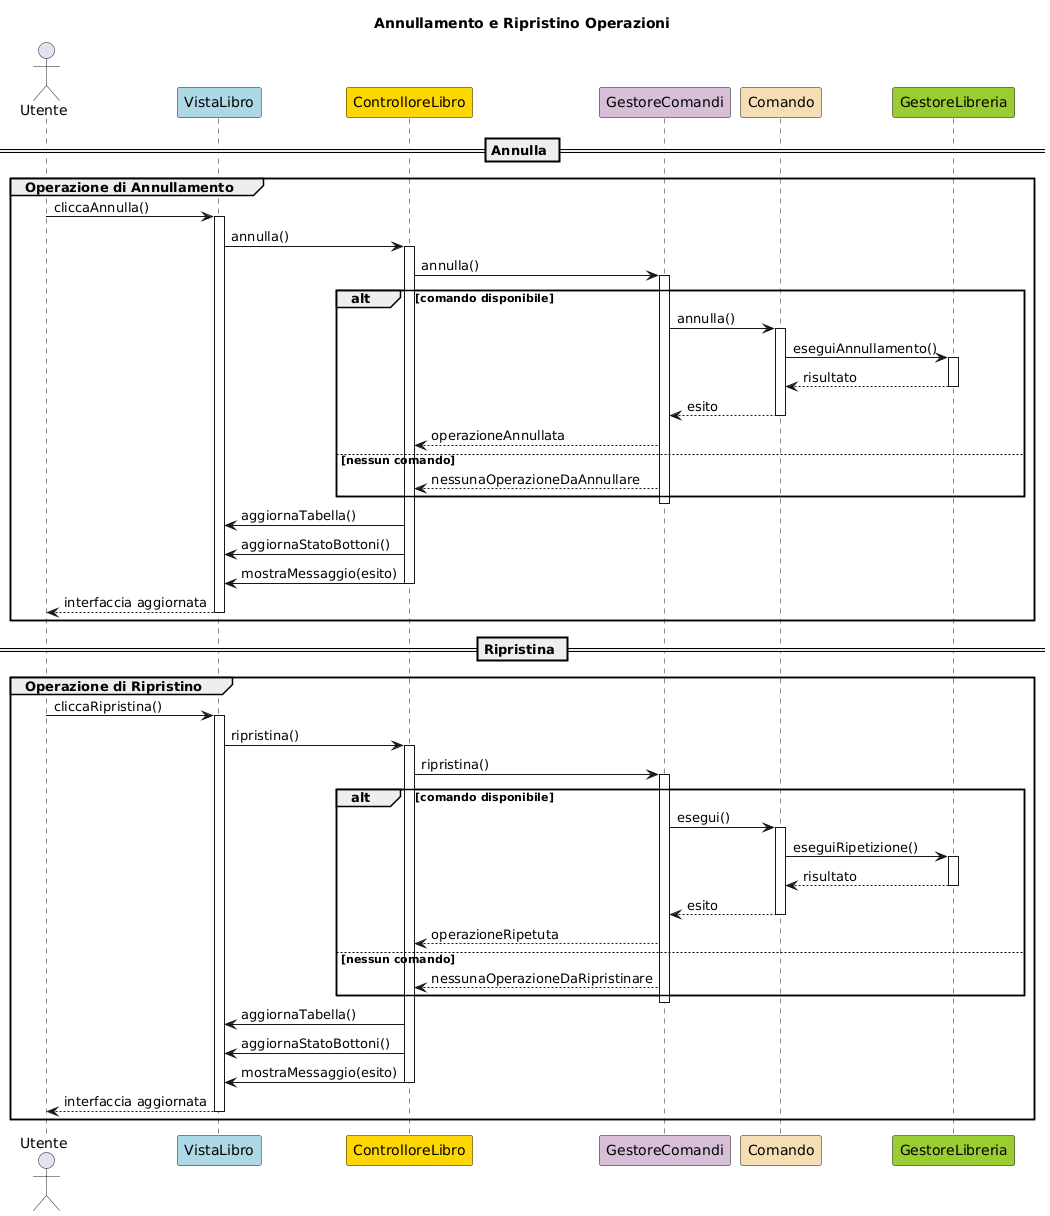 Annullamento e Ripristino Operazioni
Utente
VistaLibro
ControlloreLibro
GestoreComandi
Comando
GestoreLibreria
Annulla
Operazione di Annullamento
cliccaAnnulla()
annulla()
annulla()
alt
[comando disponibile]
annulla()
eseguiAnnullamento()
risultato
esito
operazioneAnnullata
[nessun comando]
nessunaOperazioneDaAnnullare
aggiornaTabella()
aggiornaStatoBottoni()
mostraMessaggio(esito)
interfaccia aggiornata
Ripristina
Operazione di Ripristino
cliccaRipristina()
ripristina()
ripristina()
alt
[comando disponibile]
esegui()
eseguiRipetizione()
risultato
esito
operazioneRipetuta
[nessun comando]
nessunaOperazioneDaRipristinare
aggiornaTabella()
aggiornaStatoBottoni()
mostraMessaggio(esito)
interfaccia aggiornata
Utente
VistaLibro
ControlloreLibro
GestoreComandi
Comando
GestoreLibreria